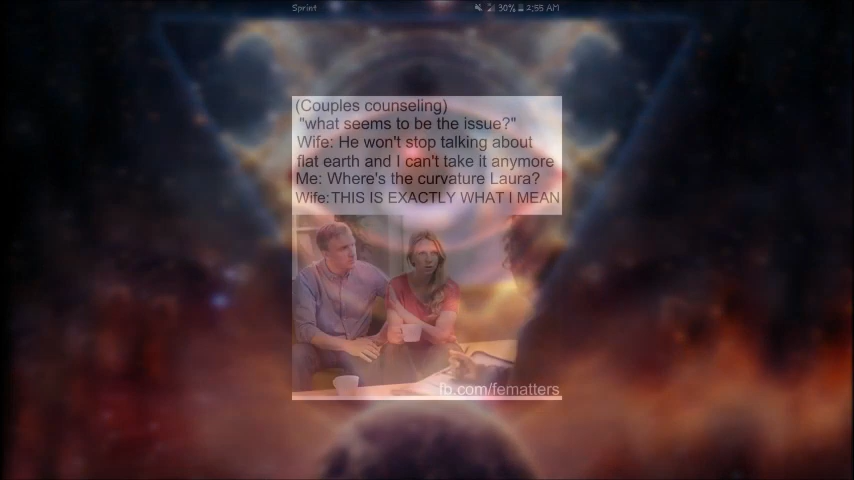 Sprint 30% 2:55 AM
(Couples counseling)
"what seems to be the issue?"
Wife: He won't stop talking about
flat earth and I can't take it anymore
Me: Where's the curvature Laura?
Wife: THIS IS EXACTLY WHAT I MEAN
fb.com/fematters